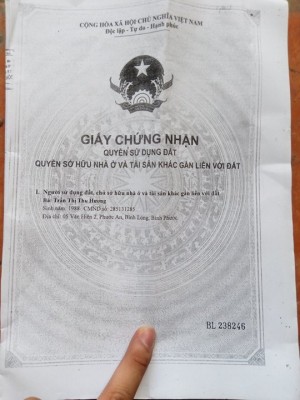 CỘNG HÒA XÃ HỘI CHỦ NGHĨA VIỆT NAM
Độc lập - Tự do - Hạnh phúc
GIẤY CHỨNG NHẬN
QUYỀN SỬ DỤNG ĐẤT
QUYỀN SỞ HỮU NHÀ Ở VÀ TÀI SẢN KHÁC GẮN LIỀN VỚI ĐẤT
I. Người sử dụng đất, chủ sở hữu nhà ở và tài sản khác gắn liền với đất
Bà: Trần Thị Thu Hương
Sinh năm: 1988 CMND số: 285131285
Địa chỉ: Phước An, Bình Long, Bình Phước
BL 238246